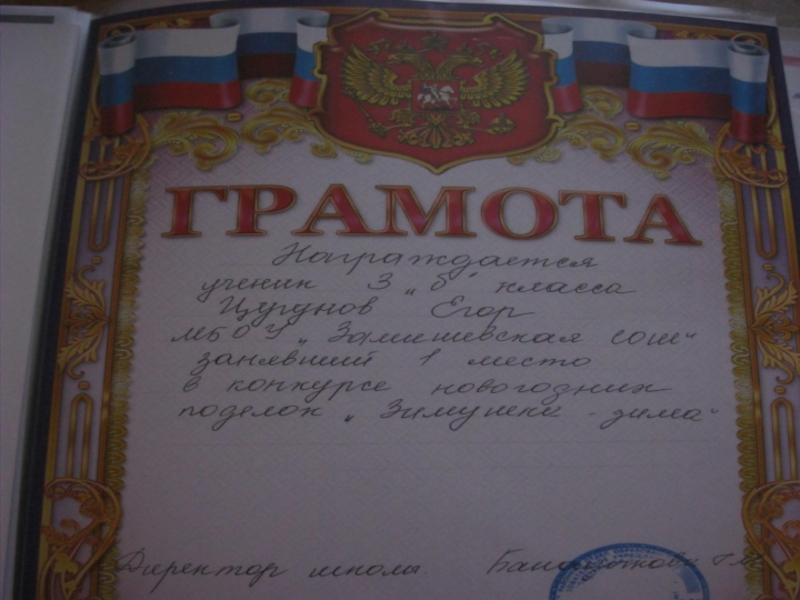 ГРАМОТА
Награждается
ученик 3 „б" класса
Цугунов Егор
МБОУ „Замишевская сош"
занявший 1 место
в конкурсе новогодних
поделок „Зимушка - зима"
Директор школы